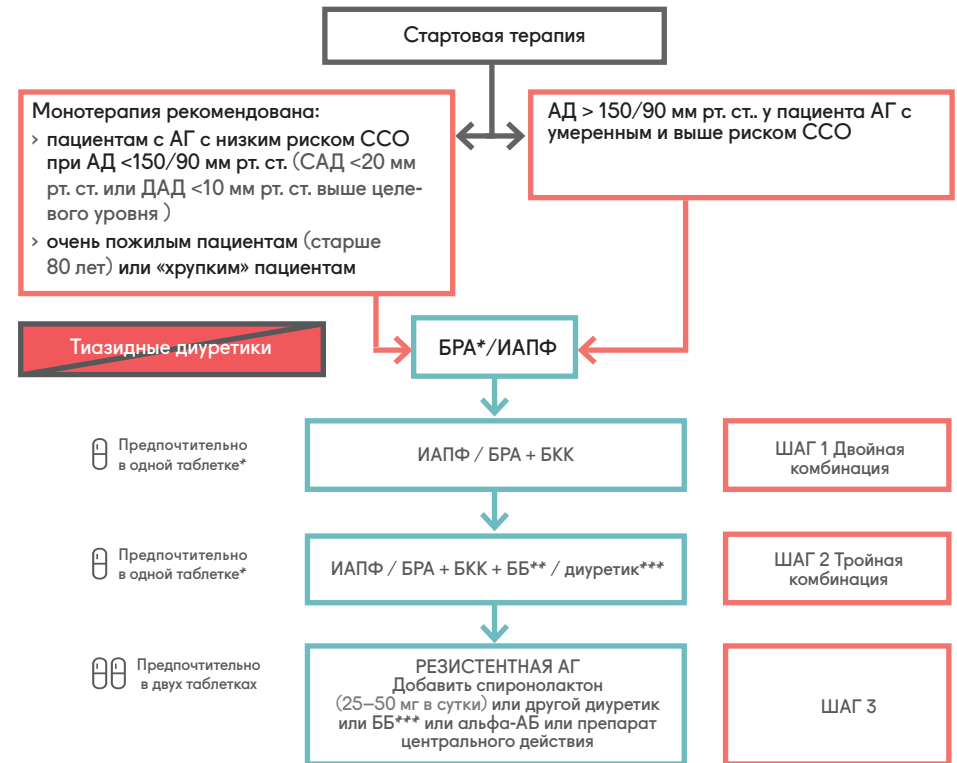 Стартовая терапия
Монотерапия рекомендована:
› пациентам с АГ с низким риском ССО
при АД <150/90 мм рт. ст. (САД <20 мм
рт. ст. или ДАД <10 мм рт. ст. выше целе-
вого уровня )
› очень пожилым пациентам (старше
80 лет) или «хрупким» пациентам
АД > 150/90 мм рт. ст.. у пациента АГ с
умеренным и выше риском ССО
Тиазидные диуретики
БРА*/ИАПФ
Предпочтительно
в одной таблетке*
ИАПФ / БРА + БКК
ШАГ 1 Двойная
комбинация
Предпочтительно
в одной таблетке*
ИАПФ / БРА + БКК + ББ** / диуретик***
ШАГ 2 Тройная
комбинация
Предпочтительно
в двух таблетках
РЕЗИСТЕНТНАЯ АГ
Добавить спиронолактон
(25–50 мг в сутки) или другой диуретик
или ББ*** или альфа-АБ или препарат
центрального действия
ШАГ 3